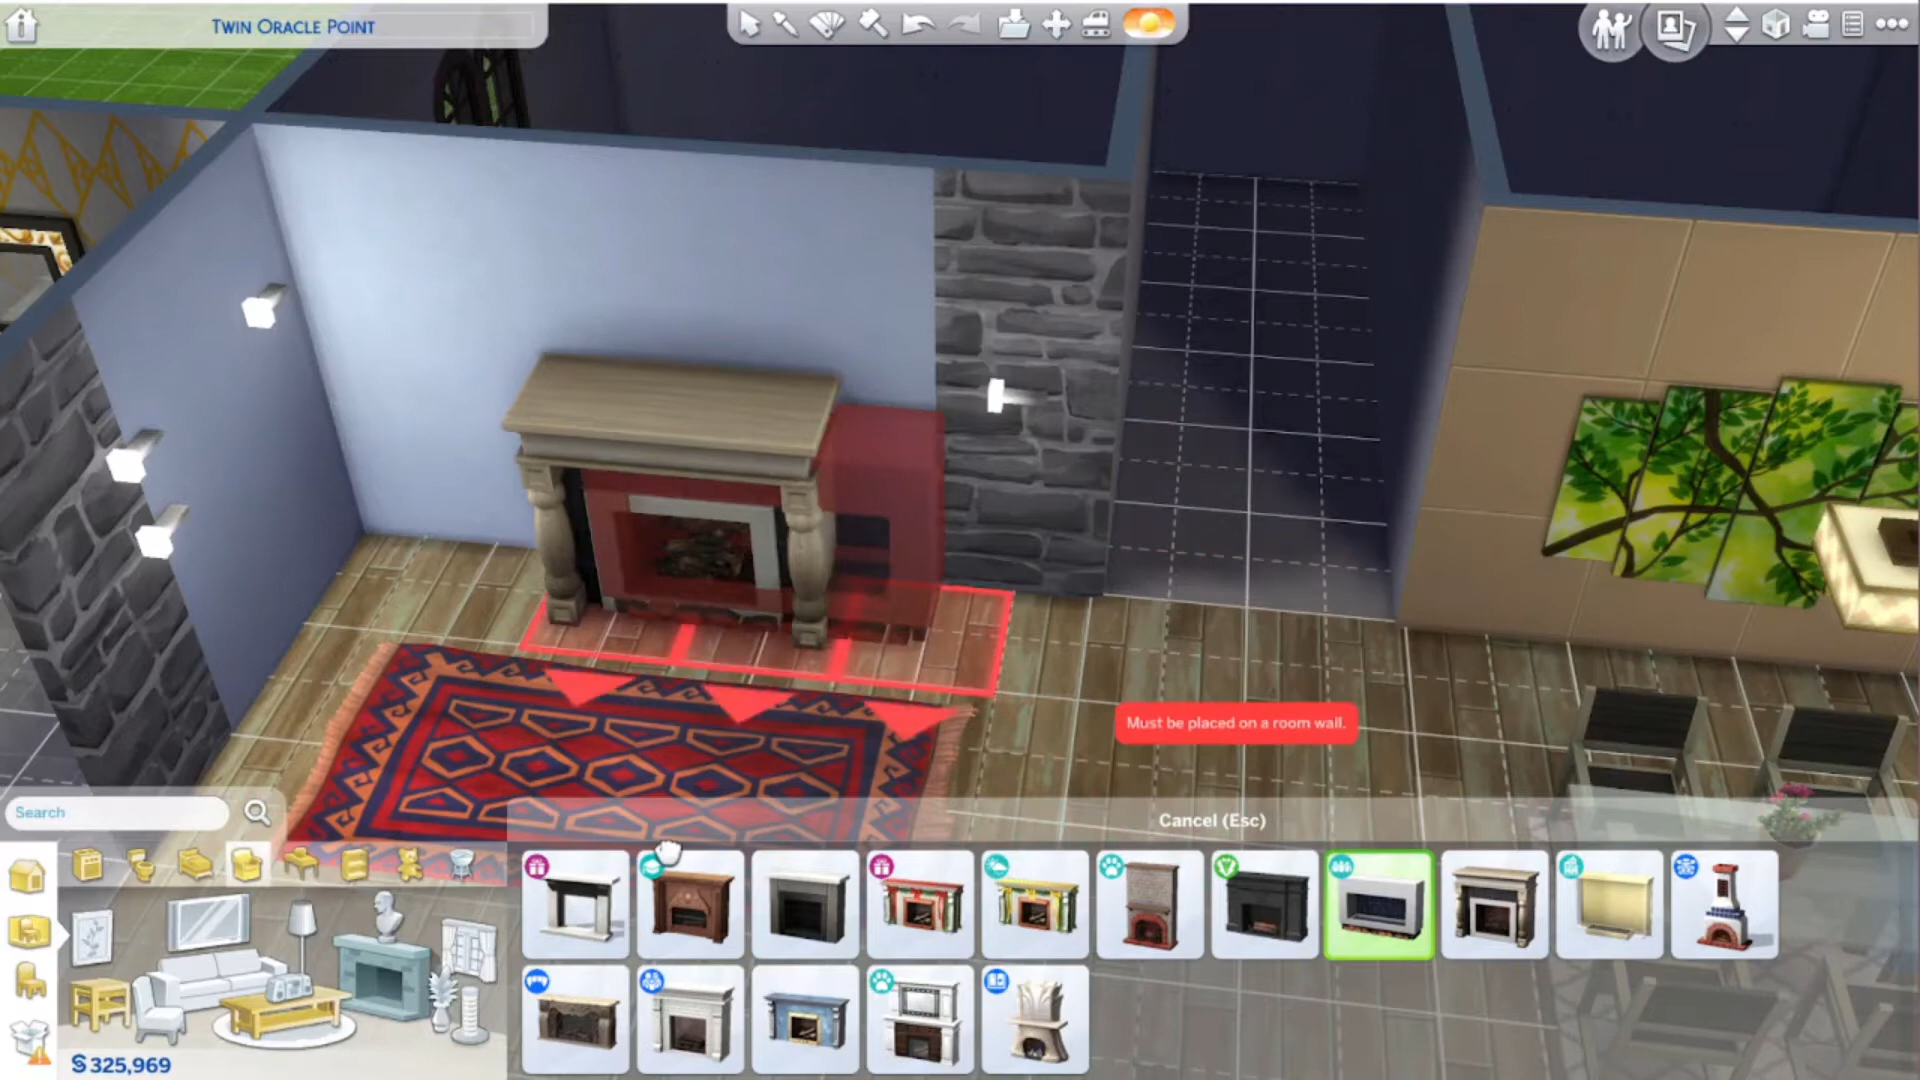 TWIN ORACLE POINT
Must be placed on a room wall.
Search
Cancel (Esc)
§325,969